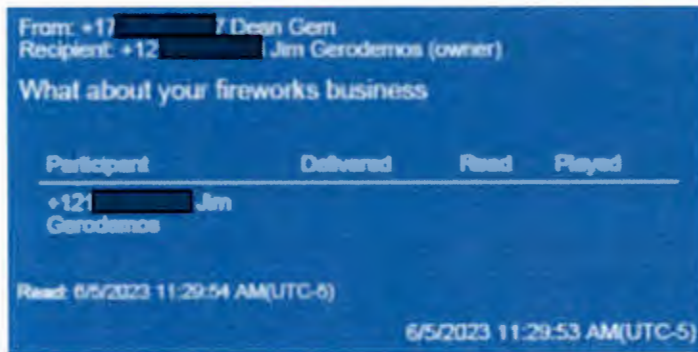 From: +17 / Dean Gem
Recipient: +12 Jim Gerodemos (owner)
What about your fireworks business
Participant Delivered Read Played
+121 Jim
Gerodemos
Read: 6/5/2023 11:29:54 AM(UTC-5)
6/5/2023 11:29:53 AM(UTC-5)